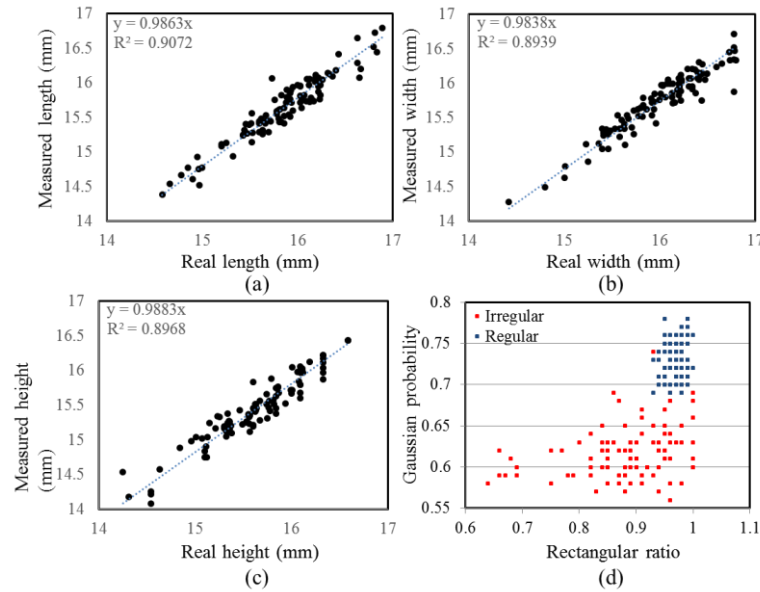 y = 0.9863x
R² = 0.9072
Measured length (mm)
17
16.5
16
15.5
15
14.5
14
14 15 16 17
Real length (mm)
(a)
y = 0.9838x
R² = 0.8939
Measured width (mm)
17
16.5
16
15.5
15
14.5
14
14 15 16 17
Real width (mm)
(b)
y = 0.9883x
R² = 0.8968
Measured height
(mm)
17
16.5
16
15.5
15
14.5
14
14 15 16 17
Real height (mm)
(c)
Irregular
Regular
Gaussian probability
0.8
0.75
0.7
0.65
0.6
0.55
0.6 0.7 0.8 0.9 1 1.1
Rectangular ratio
(d)